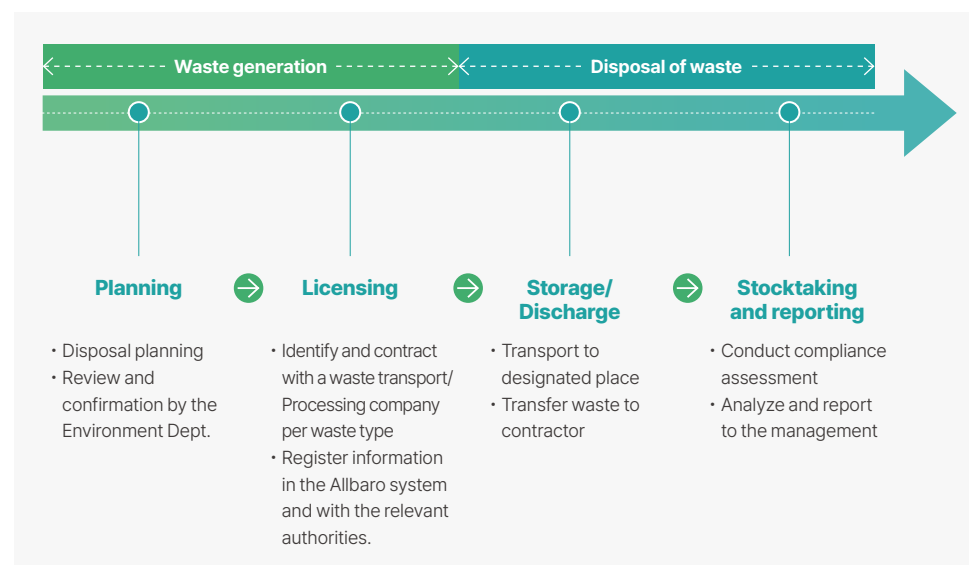 Waste generation
Disposal of waste
Planning
• Disposal planning
• Review and
confirmation by the
Environment Dept.
Licensing
• Identify and contract
with a waste transport/
Processing company
per waste type
• Register information
in the Allbaro system
and with the relevant
authorities.
Storage/
Discharge
• Transport to
designated place
• Transfer waste to
contractor
Stocktaking
and reporting
• Conduct compliance
assessment
• Analyze and report
to the management